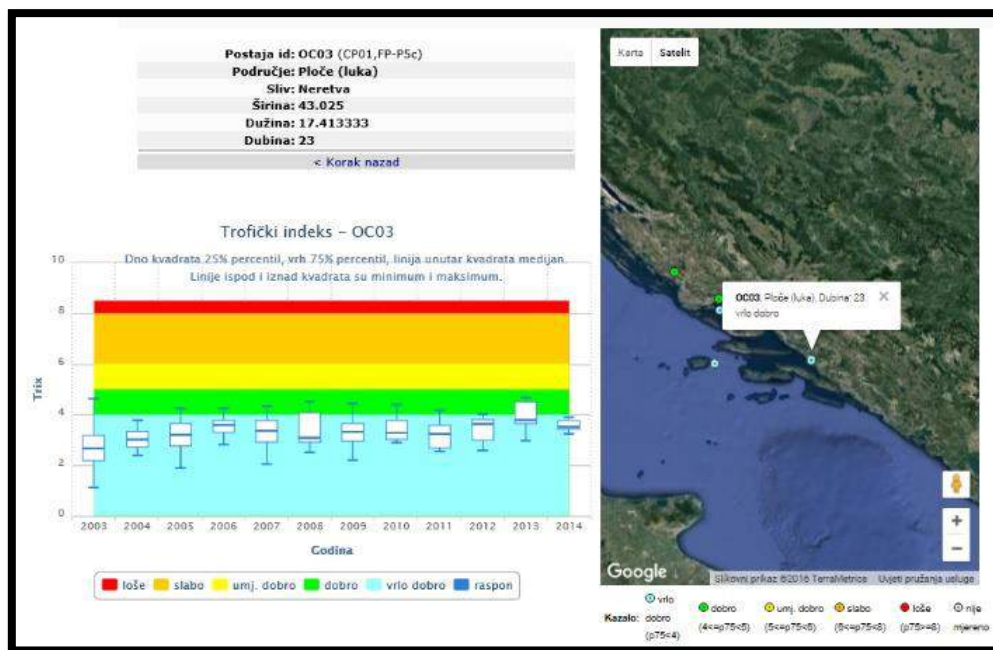 Postaja id: OC03 (CP01,FP-P5c)
Područje: Ploče (luka)
Sliv: Neretva
Širina: 43.025
Dužina: 17.413333
Dubina: 23
< Korak nazad
Trofički indeks – OC03
Dno kvadrata 25% percentil, vrh 75% percentil, linija unutar kvadrata medijan.
Linije ispod i iznad kvadrata su minimum i maksimum.
10
8
6
4
2
0
Trix
2003 2004 2005 2006 2007 2008 2009 2010 2011 2012 2013 2014
Godina
loše slabo umj. dobro dobro vrlo dobro raspon
Karta Satelit
OC03, Ploče (luka), Dubina: 23
vrlo dobro
Google
Slikovni prikaz ©2016 TerraMetrics Uvjeti pružanja usluge
Kazalo: vrlo dobro (p75<4) dobro (4<=p75<5) umj. dobro (5<=p75<6) slabo (6<=p75<8) loše (p75>=8) nije mjereno